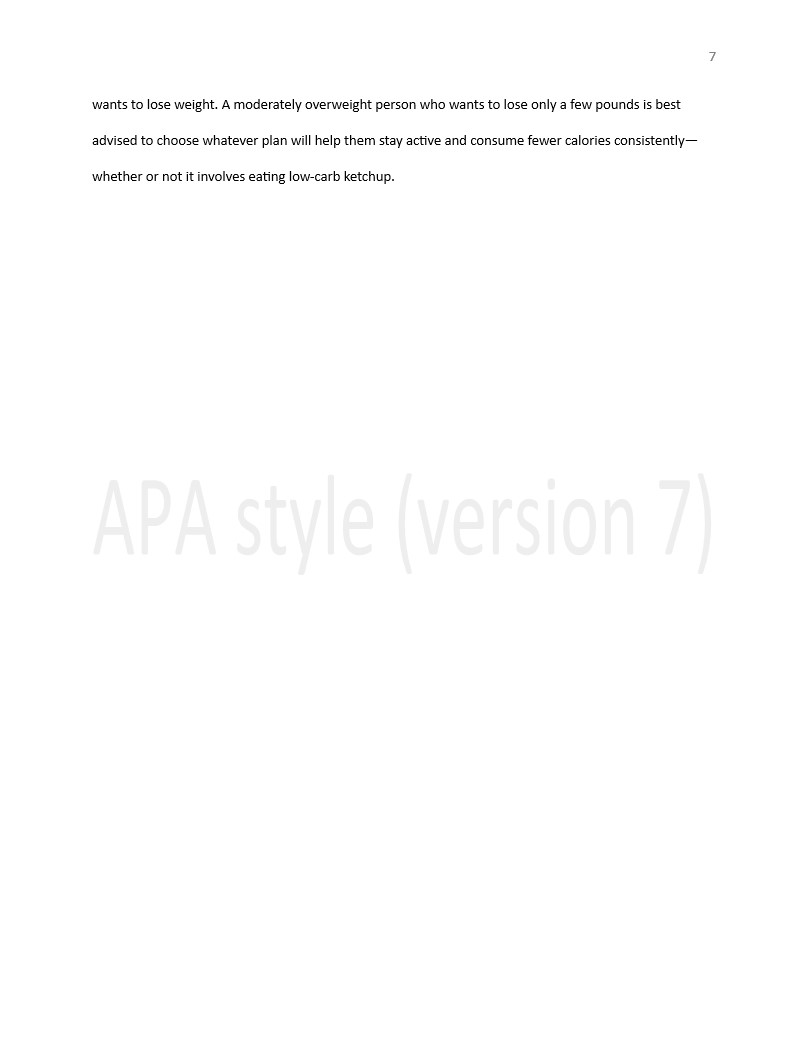 7
wants to lose weight. A moderately overweight person who wants to lose only a few pounds is best
advised to choose whatever plan will help them stay active and consume fewer calories consistently—
whether or not it involves eating low-carb ketchup.
APA style (version 7)